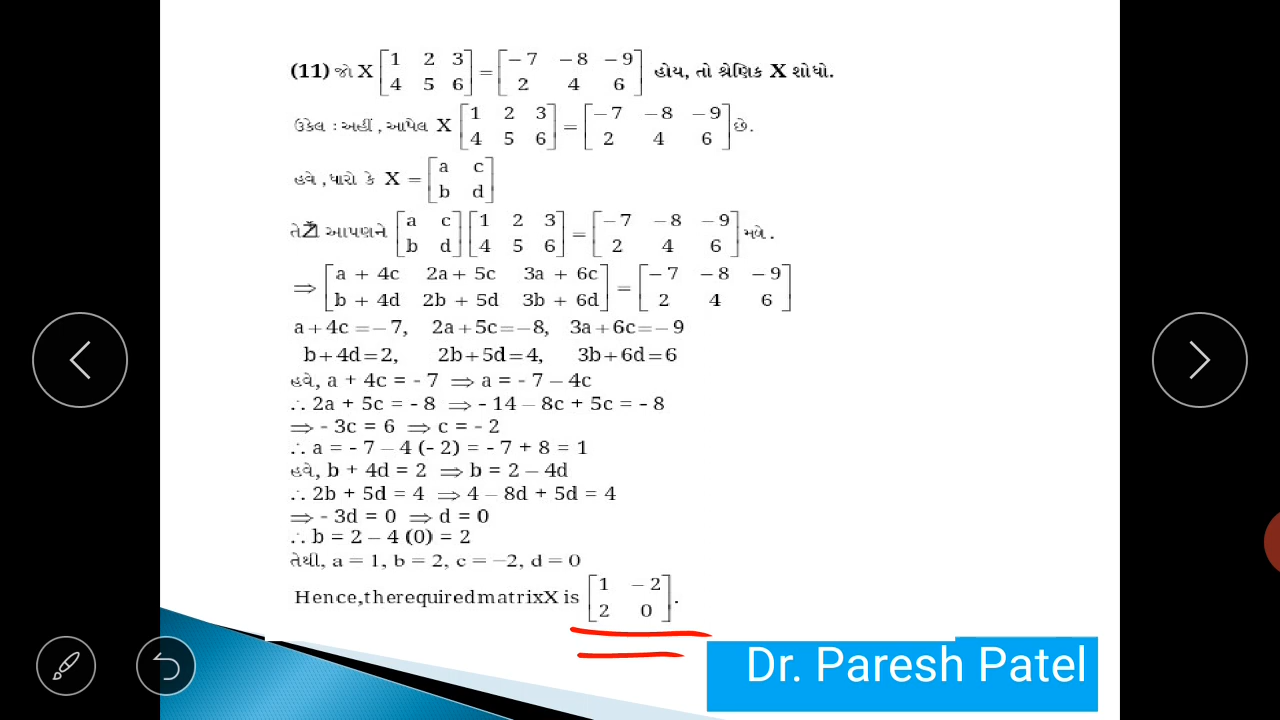 (11) જો X [1 2 3 / 4 5 6] = [−7 −8 −9 / 2 4 6] હોય, તો શ્રેણિક X શોધો.
ઉકેલ : અહીં , આપેલ X [1 2 3 / 4 5 6] = [−7 −8 −9 / 2 4 6] છે.
હવે , ધારો કે X = [a c / b d]
આપણને [a c / b d] [1 2 3 / 4 5 6] = [−7 −8 −9 / 2 4 6] મળે .
⇒ [a + 4c 2a + 5c 3a + 6c / b + 4d 2b + 5d 3b + 6d] = [−7 −8 −9 / 2 4 6]
a+4c =−7, 2a+5c=−8, 3a+6c=−9
b+4d=2, 2b+5d=4, 3b+6d=6
હવે, a + 4c = - 7 ⇒ a = - 7 – 4c
∴ 2a + 5c = - 8 ⇒ - 14 – 8c + 5c = - 8
⇒ - 3c = 6 ⇒ c = - 2
∴ a = - 7 – 4 (- 2) = - 7 + 8 = 1
હવે, b + 4d = 2 ⇒ b = 2 – 4d
∴ 2b + 5d = 4 ⇒ 4 – 8d + 5d = 4
⇒ - 3d = 0 ⇒ d = 0
∴ b = 2 – 4 (0) = 2
તેથી, a = 1, b = 2, c = −2, d = 0
Hence,therequiredmatrixX is [1 −2 / 2 0].
Dr. Paresh Patel